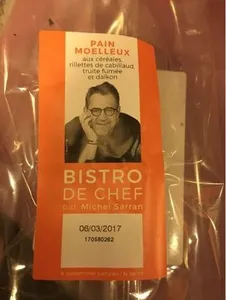 PAIN
MOELLEUX
aux céréales,
rillettes de cabillaud,
truite fumée
et daïkon
BISTRO
DE CHEF
par Michel Sarran
06/03/2017
170580262